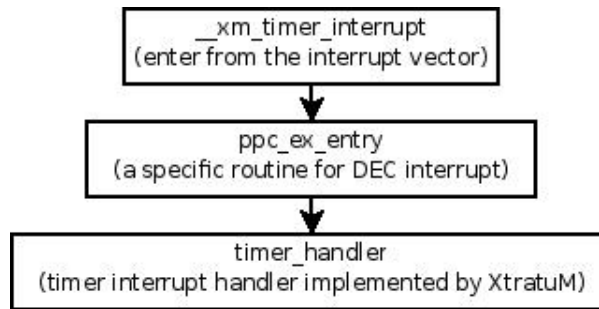 __xm_timer_interrupt
(enter from the interrupt vector)
ppc_ex_entry
(a specific routine for DEC interrupt)
timer_handler
(timer interrupt handler implemented by XtratuM)